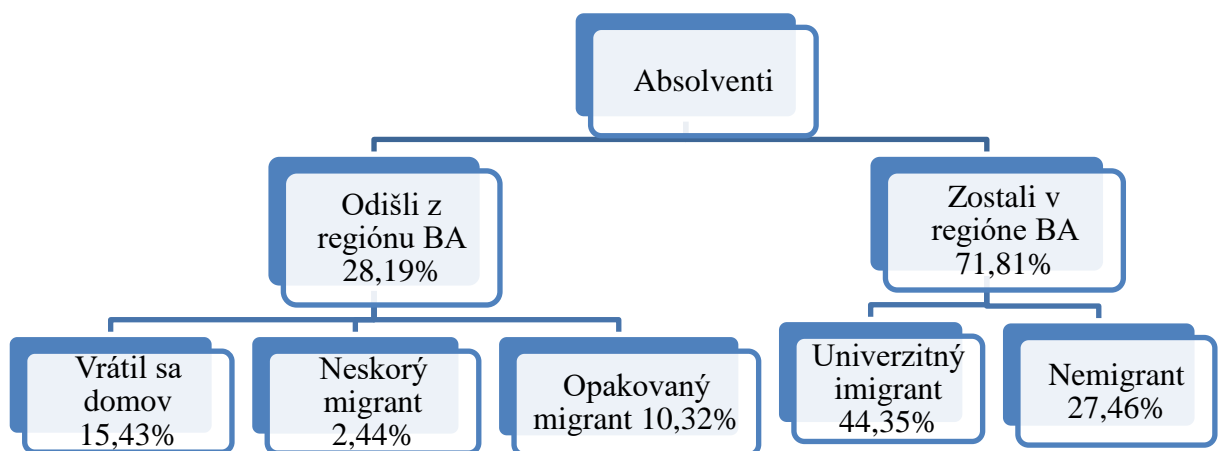 Absolventi
Odišli z
regiónu BA
28,19%
Zostali v
regióne BA
71,81%
Vrátil sa
domov
15,43%
Neskorý
migrant
2,44%
Opakovaný
migrant 10,32%
Univerzitný
imigrant
44,35%
Nemigrant
27,46%